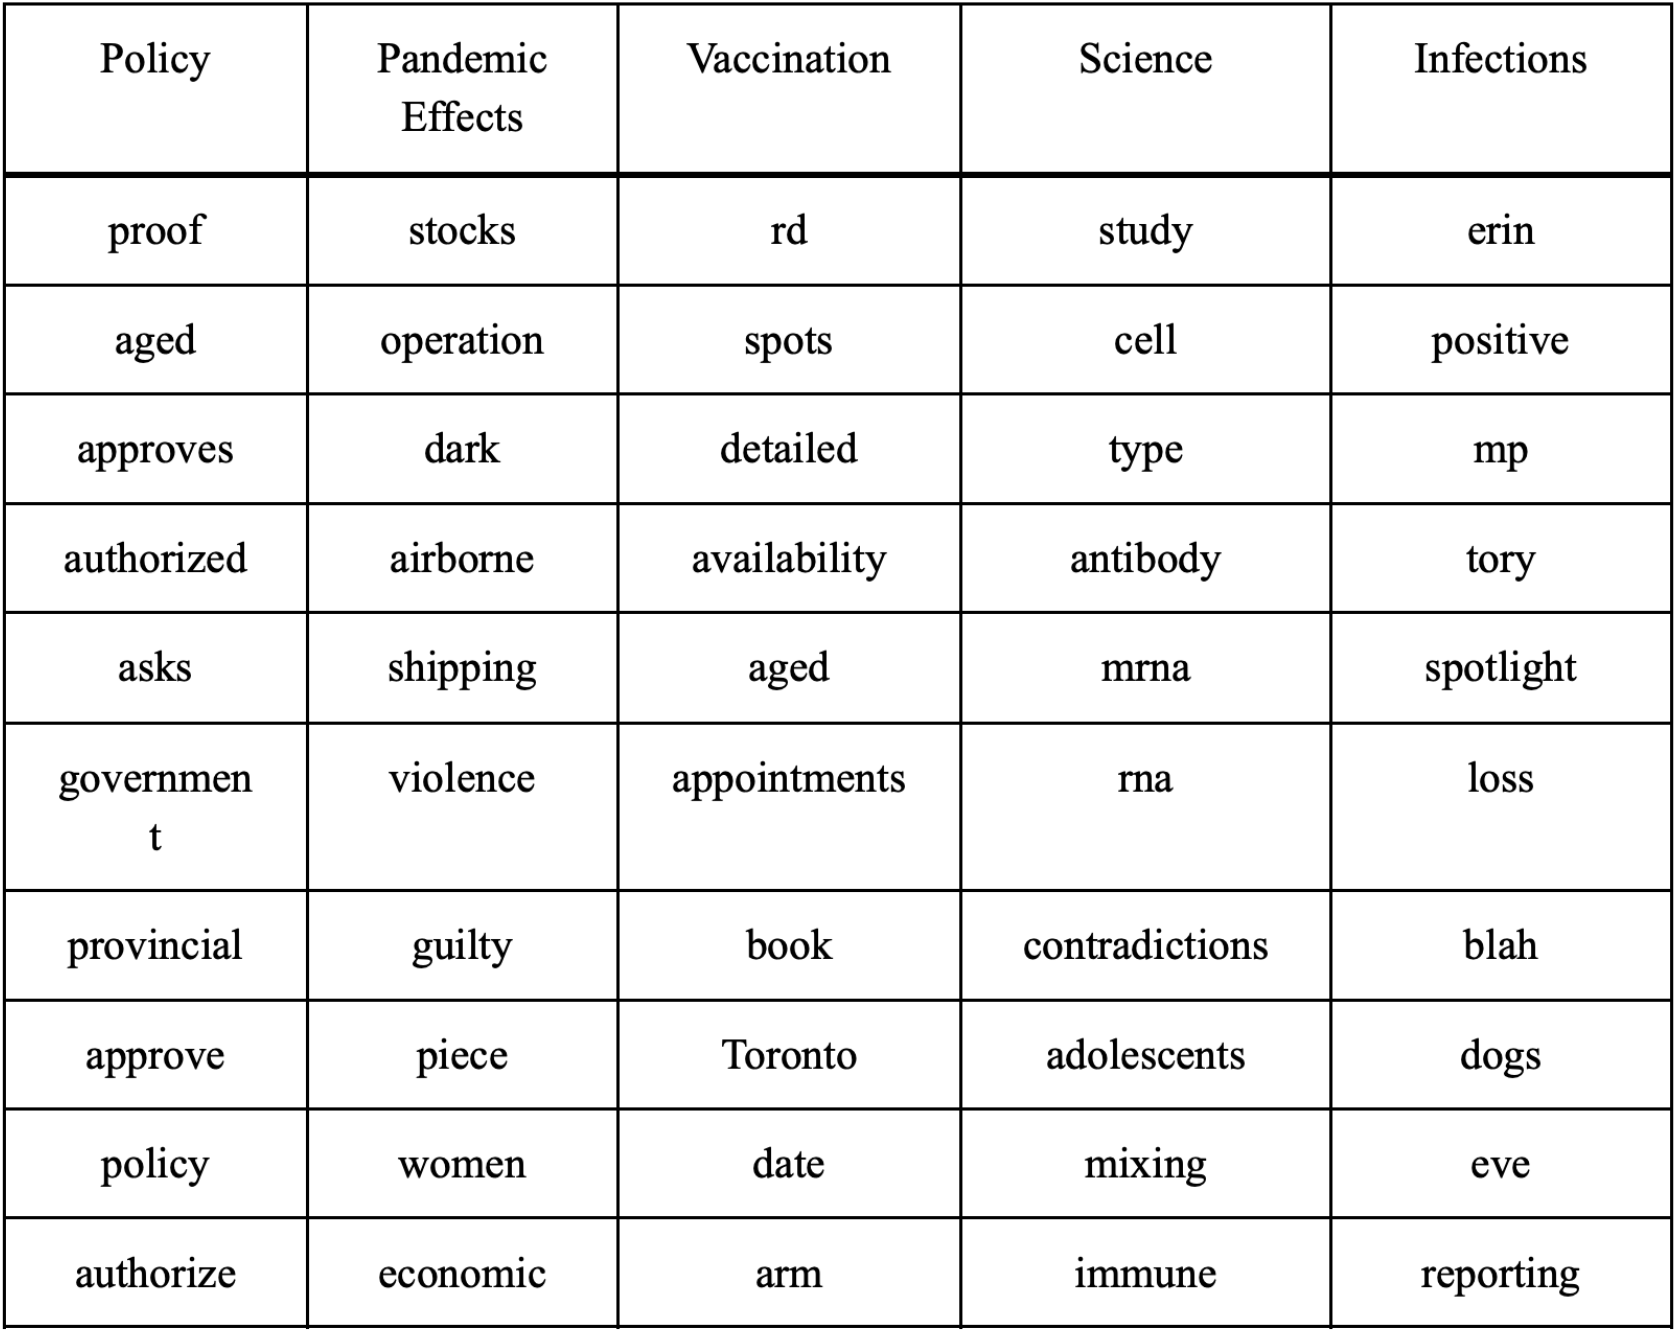 Policy Pandemic Effects Vaccination Science Infections
proof stocks rd study erin
aged operation spots cell positive
approves dark detailed type mp
authorized airborne availability antibody tory
asks shipping aged mrna spotlight
government violence appointments rna loss
provincial guilty book contradictions blah
approve piece Toronto adolescents dogs
policy women date mixing eve
authorize economic arm immune reporting